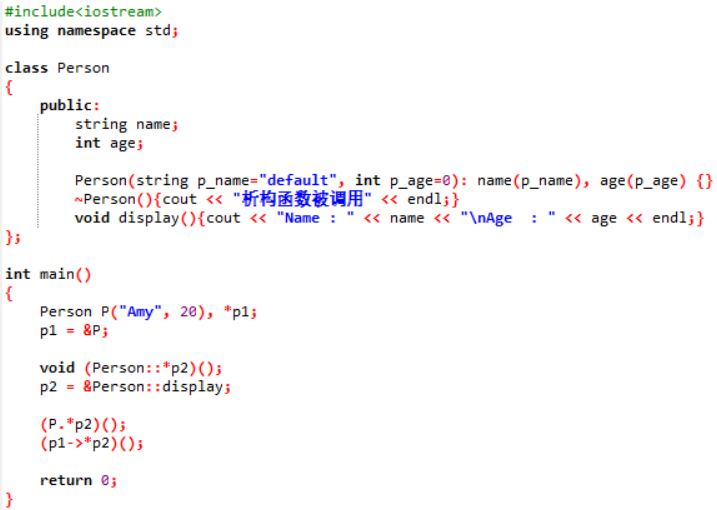 #include<iostream>
using namespace std;
class Person
{
public:
string name;
int age;
Person(string p_name="default", int p_age=0): name(p_name), age(p_age) {}
~Person(){cout << "析构函数被调用" << endl;}
void display(){cout << "Name : " << name << "\nAge  : " << age << endl;}
};
int main()
{
Person P("Amy", 20), *p1;
p1 = &P;
void (Person::*p2)();
p2 = &Person::display;
(P.*p2)();
(p1->*p2)();
return 0;
}